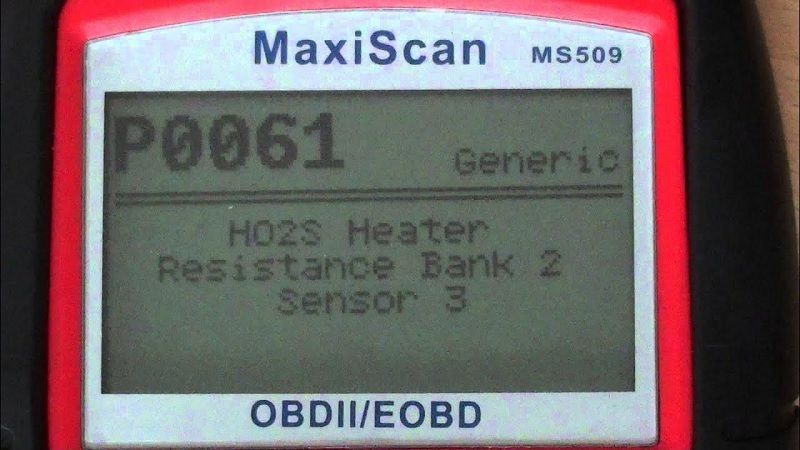 MaxiScan MS509
P0061 Generic
HO2S Heater
Resistance Bank 2
Sensor 3
OBDII/EOBD